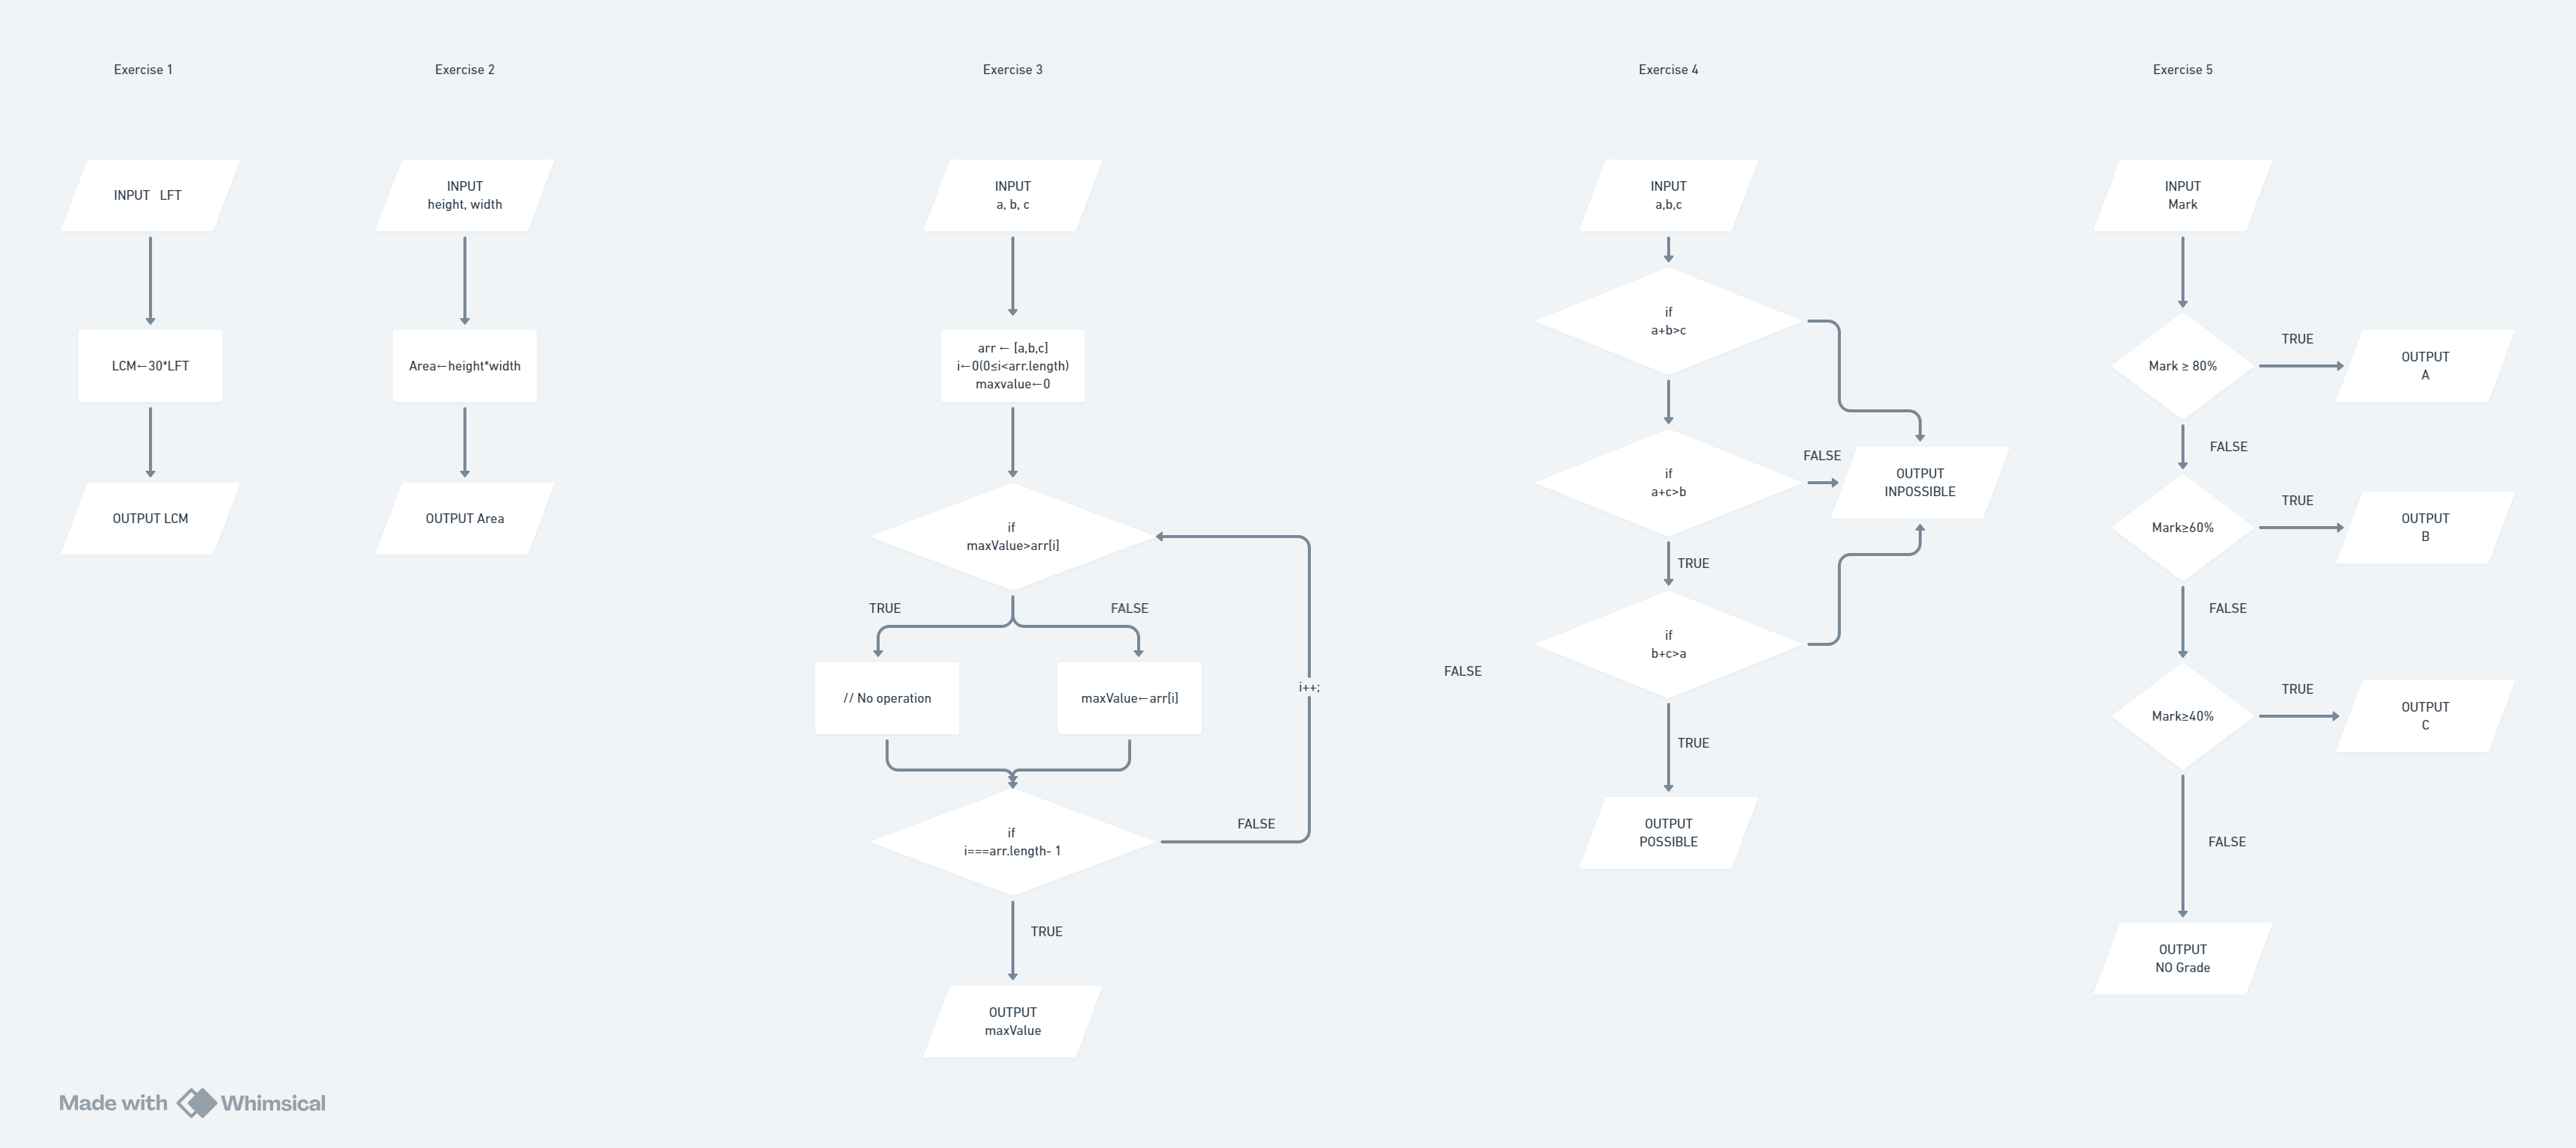 Exercise 1
INPUT LFT
LCM←30*LFT
OUTPUT LCM
Exercise 2
INPUT
height, width
Area←height*width
OUTPUT Area
Exercise 3
INPUT
a, b, c
arr ← [a,b,c]
i←0(0≤i<arr.length)
maxvalue←0
if
maxValue>arr[i]
TRUE
FALSE
// No operation
maxValue←arr[i]
i++;
if
i===arr.length- 1
FALSE
TRUE
OUTPUT
maxValue
Exercise 4
INPUT
a,b,c
if
a+b>c
if
a+c>b
FALSE
OUTPUT
INPOSSIBLE
TRUE
if
b+c>a
FALSE
TRUE
OUTPUT
POSSIBLE
Exercise 5
INPUT
Mark
Mark ≥ 80%
TRUE
OUTPUT
A
FALSE
Mark≥60%
TRUE
OUTPUT
B
FALSE
Mark≥40%
TRUE
OUTPUT
C
FALSE
OUTPUT
NO Grade
Made with Whimsical